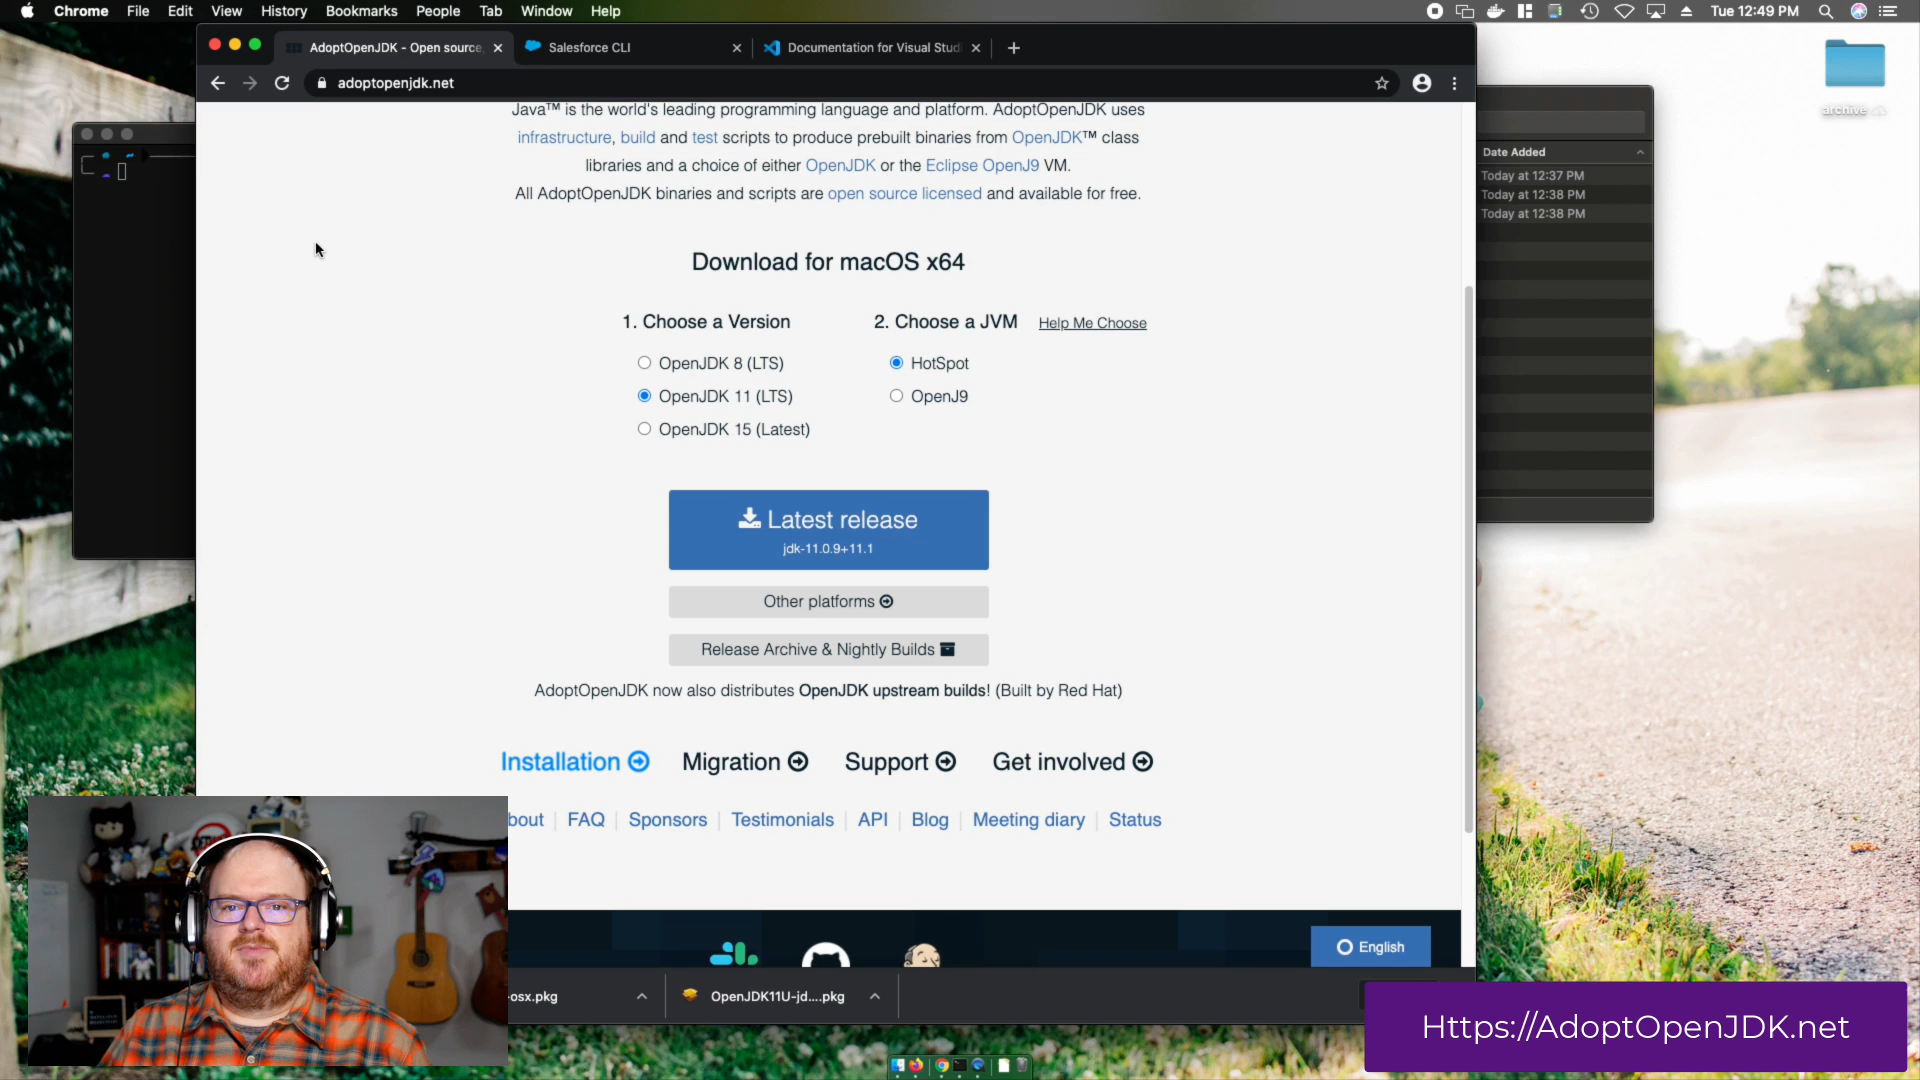 Chrome File Edit View History Bookmarks People Tab Window Help
Tue 12:49 PM
AdoptOpenJDK - Open source,
Salesforce CLI
Documentation for Visual Studi
adoptopenjdk.net
archive
Java™ is the world's leading programming language and platform. AdoptOpenJDK uses
infrastructure, build and test scripts to produce prebuilt binaries from OpenJDK™ class
libraries and a choice of either OpenJDK or the Eclipse OpenJ9 VM.
All AdoptOpenJDK binaries and scripts are open source licensed and available for free.
Date Added
Today at 12:37 PM
Today at 12:38 PM
Today at 12:38 PM
Download for macOS x64
1. Choose a Version
2. Choose a JVM
Help Me Choose
OpenJDK 8 (LTS)
HotSpot
OpenJDK 11 (LTS)
OpenJ9
OpenJDK 15 (Latest)
Latest release
jdk-11.0.9+11.1
Other platforms
Release Archive & Nightly Builds
AdoptOpenJDK now also distributes OpenJDK upstream builds! (Built by Red Hat)
Installation
Migration
Support
Get involved
bout | FAQ | Sponsors | Testimonials | API | Blog | Meeting diary | Status
English
-osx.pkg
OpenJDK11U-jd....pkg
Https://AdoptOpenJDK.net